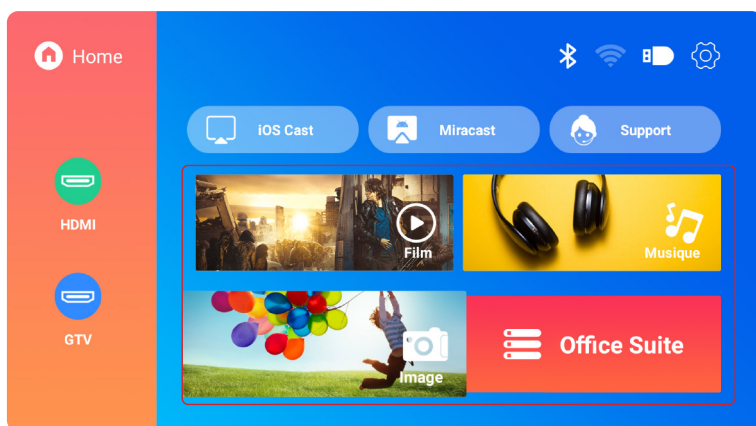 Home
iOS Cast
Miracast
Support
HDMI
Film
Musique
GTV
Image
Office Suite